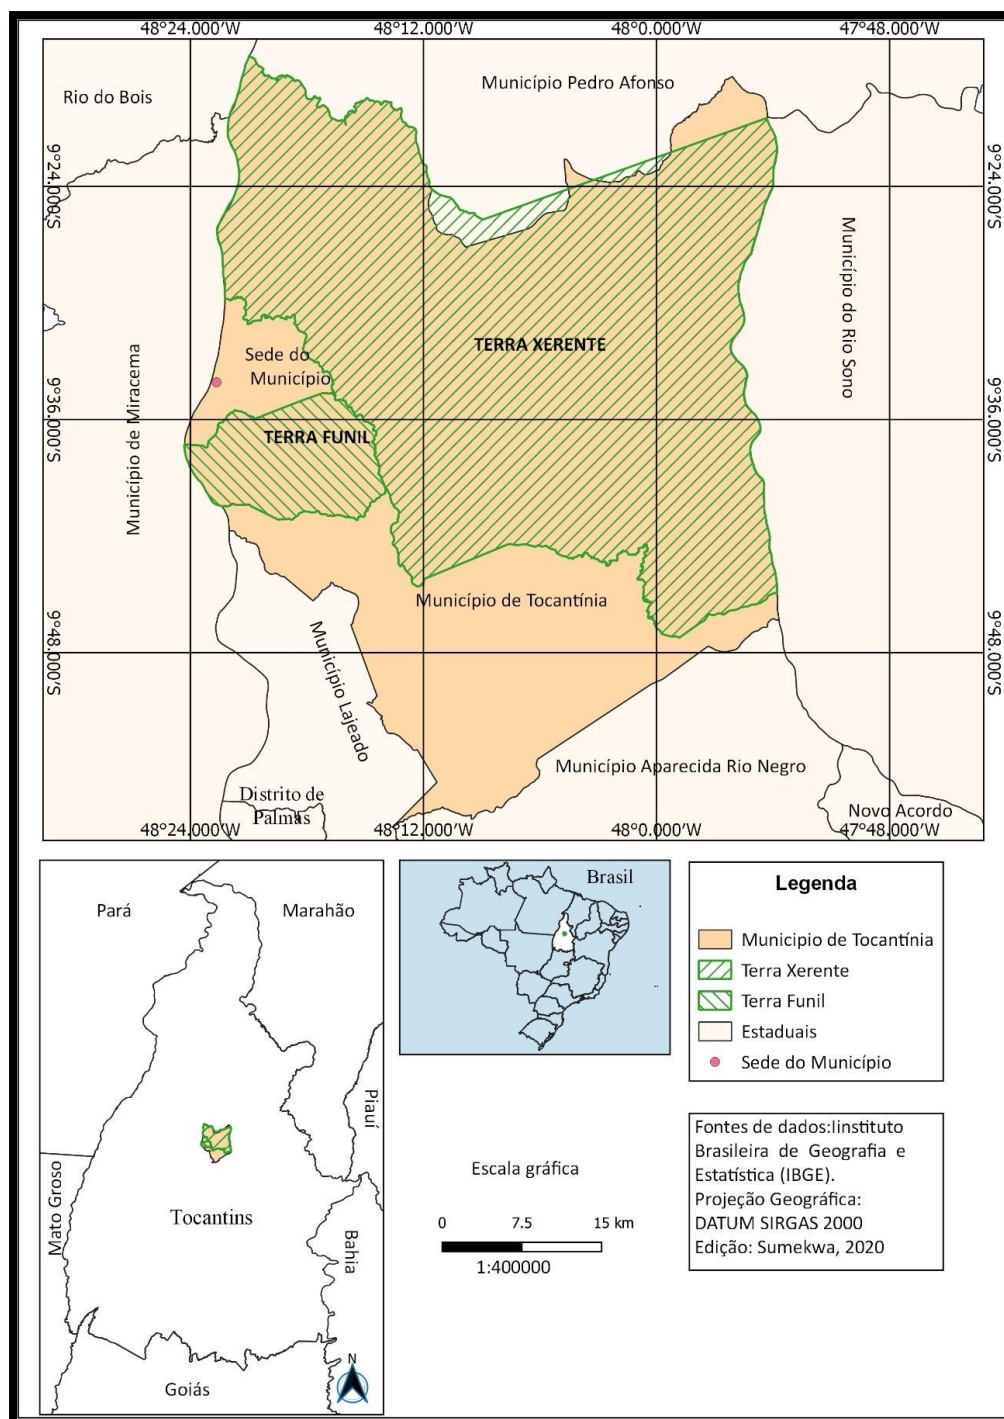 48°24.000'W 48°12.000'W 48°0.000'W 47°48.000'W
Rio do Bois
Município Pedro Afonso
9°24.000'S
9°24.000'S
Município do Rio Sono
TERRA XERENTE
Sede do
Município
Município de Miracema
9°36.000'S
9°36.000'S
TERRA FUNIL
Município de Tocantínia
9°48.000'S
9°48.000'S
Município Lajeado
Município Aparecida Rio Negro
Distrito de
Palmas
Novo Acordo
48°24.000'W 48°12.000'W 48°0.000'W 47°48.000'W
Pará
Marahão
Piauí
Mato Groso
Tocantins
Bahia
Goiás
N
Brasil
Escala gráfica
0 7.5 15 km
1:400000
Legenda
Municipio de Tocantínia
Terra Xerente
Terra Funil
Estaduais
Sede do Município
Fontes de dados:Iinstituto
Brasileira de Geografia e
Estatística (IBGE).
Projeção Geográfica:
DATUM SIRGAS 2000
Edição: Sumekwa, 2020